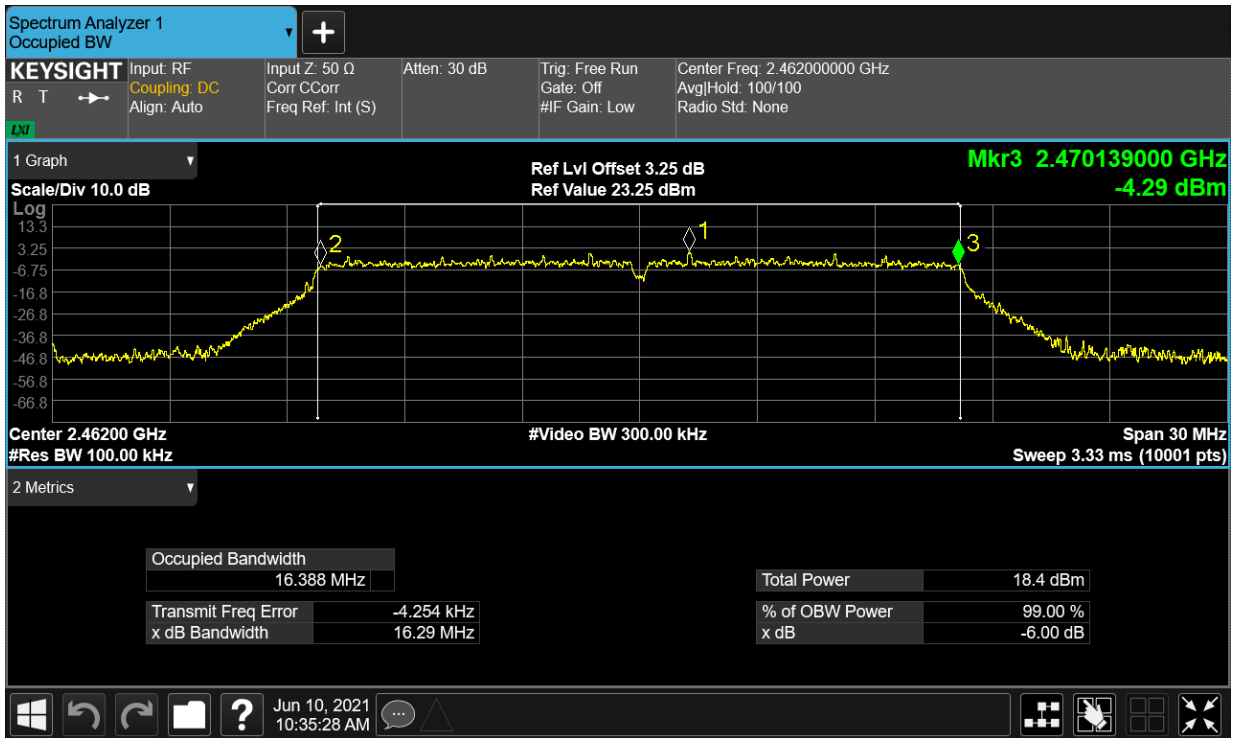 Spectrum Analyzer 1
Occupied BW
KEYSIGHT
R T
LXI
Input: RF
Coupling: DC
Align: Auto
Input Z: 50 Ω
Corr CCorr
Freq Ref: Int (S)
Atten: 30 dB
Trig: Free Run
Gate: Off
#IF Gain: Low
Center Freq: 2.462000000 GHz
Avg|Hold: 100/100
Radio Std: None
1 Graph
Scale/Div 10.0 dB
Ref Lvl Offset 3.25 dB
Ref Value 23.25 dBm
Mkr3 2.470139000 GHz
-4.29 dBm
Log
13.3
3.25
-6.75
-16.8
-26.8
-36.8
-46.8
-56.8
-66.8
2
1
3
Center 2.46200 GHz
#Res BW 100.00 kHz
#Video BW 300.00 kHz
Span 30 MHz
Sweep 3.33 ms (10001 pts)
2 Metrics
Occupied Bandwidth
16.388 MHz
Transmit Freq Error -4.254 kHz
x dB Bandwidth 16.29 MHz
Total Power 18.4 dBm
% of OBW Power 99.00 %
x dB -6.00 dB
?
Jun 10, 2021
10:35:28 AM